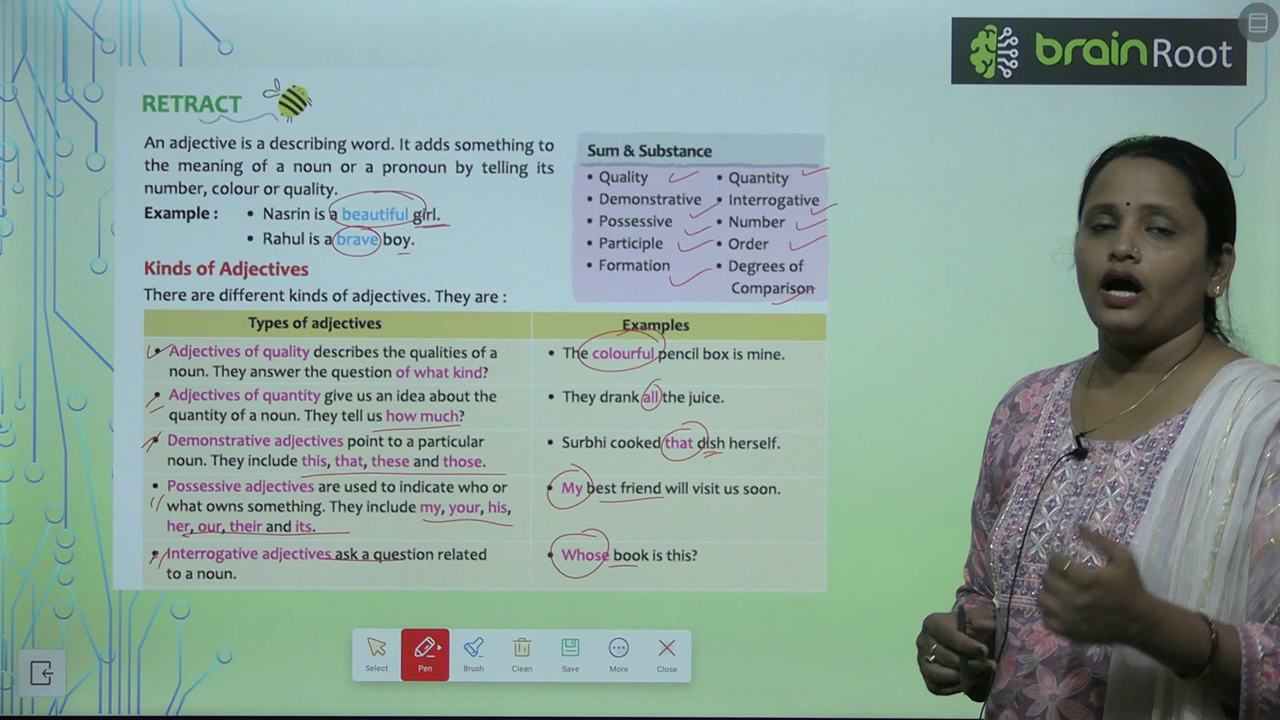 brainRoot
RETRACT
An adjective is a describing word. It adds something to
the meaning of a noun or a pronoun by telling its
number, colour or quality.
Example : • Nasrin is a beautiful girl.
• Rahul is a brave boy.
Sum & Substance
• Quality • Quantity
• Demonstrative • Interrogative
• Possessive • Number
• Participle • Order
• Formation • Degrees of
Comparison
Kinds of Adjectives
There are different kinds of adjectives. They are :
Types of adjectives Examples
• Adjectives of quality describes the qualities of a
noun. They answer the question of what kind?
• The colourful pencil box is mine.
• Adjectives of quantity give us an idea about the
quantity of a noun. They tell us how much?
• They drank all the juice.
• Demonstrative adjectives point to a particular
noun. They include this, that, these and those.
• Surbhi cooked that dish herself.
• Possessive adjectives are used to indicate who or
what owns something. They include my, your, his,
her, our, their and its.
• My best friend will visit us soon.
• Interrogative adjectives ask a question related
to a noun.
• Whose book is this?
Select Pen Brush Clean Save More Close